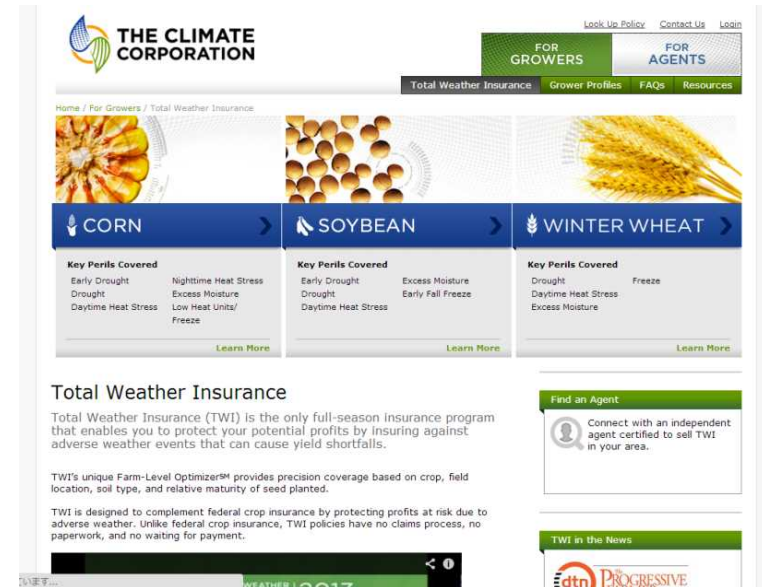 Look Up Policy Contact Us Login
THE CLIMATE
CORPORATION
FOR
GROWERS
FOR
AGENTS
Total Weather Insurance Grower Profiles FAQs Resources
Home / For Growers / Total Weather Insurance
CORN
Key Perils Covered
Early Drought
Drought
Daytime Heat Stress
Nighttime Heat Stress
Excess Moisture
Low Heat Units/
Freeze
Learn More
SOYBEAN
Key Perils Covered
Early Drought
Drought
Daytime Heat Stress
Excess Moisture
Early Fall Freeze
Learn More
WINTER WHEAT
Key Perils Covered
Drought
Daytime Heat Stress
Excess Moisture
Freeze
Learn More
Total Weather Insurance
Total Weather Insurance (TWI) is the only full-season insurance program
that enables you to protect your potential profits by insuring against
adverse weather events that can cause yield shortfalls.
TWI's unique Farm-Level Optimizer℠ provides precision coverage based on crop, field
location, soil type, and relative maturity of seed planted.
TWI is designed to complement federal crop insurance by protecting profits at risk due to
adverse weather. Unlike federal crop insurance, TWI policies have no claims process, no
paperwork, and no waiting for payment.
Find an Agent
Connect with an independent
agent certified to sell TWI
in your area.
TWI in the News
dtn The PROGRESSIVE
ています...